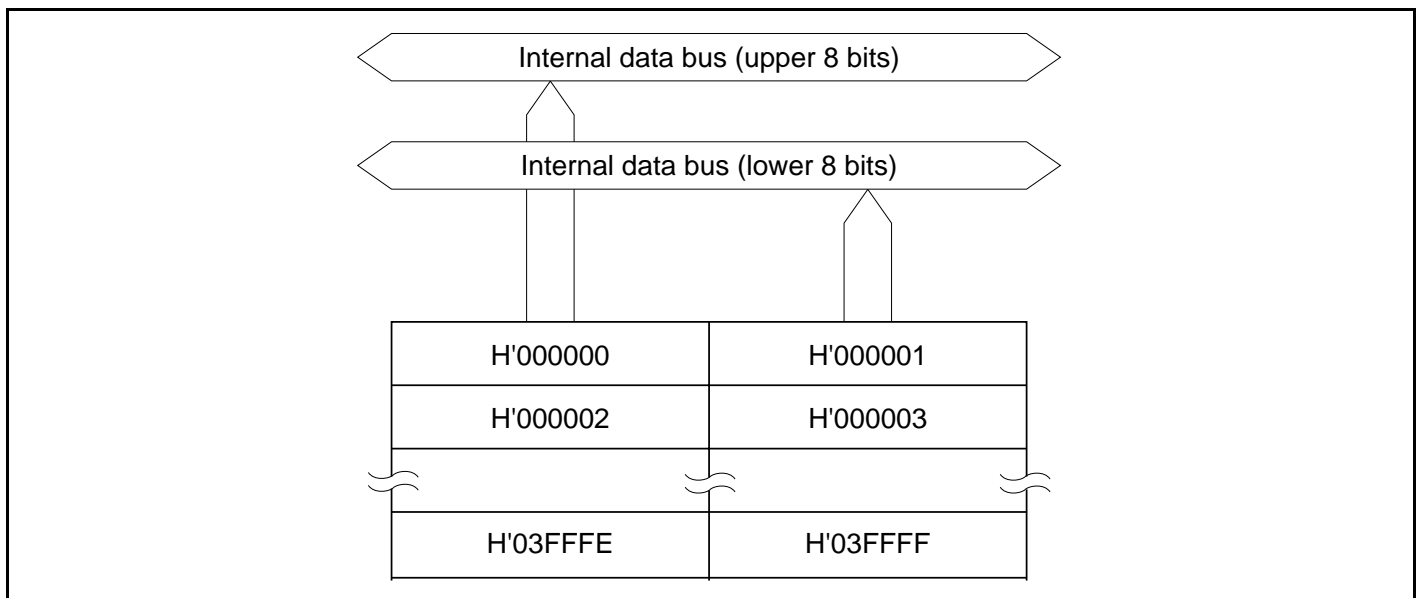 Internal data bus (upper 8 bits)
Internal data bus (lower 8 bits)
H'000000 H'000001
H'000002 H'000003
H'03FFFE H'03FFFF